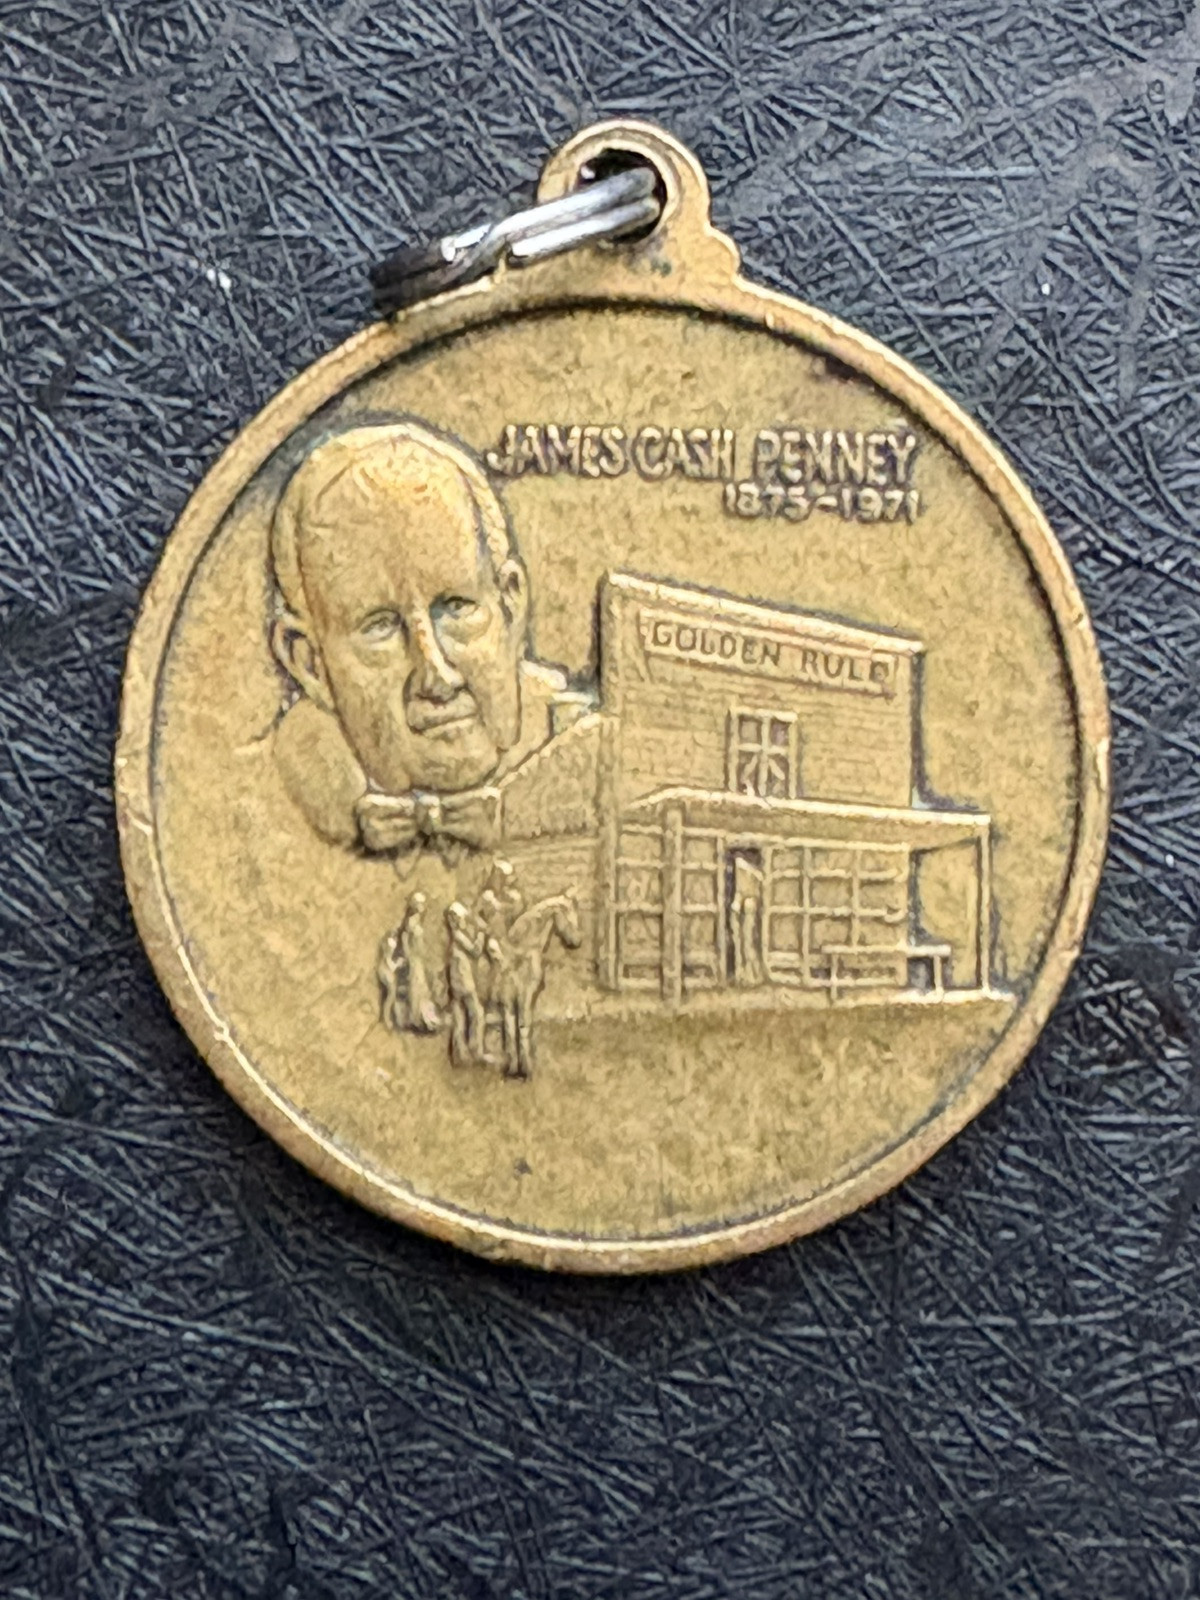 JAMES CASH PENNEY
1875-1971
GOLDEN RULE